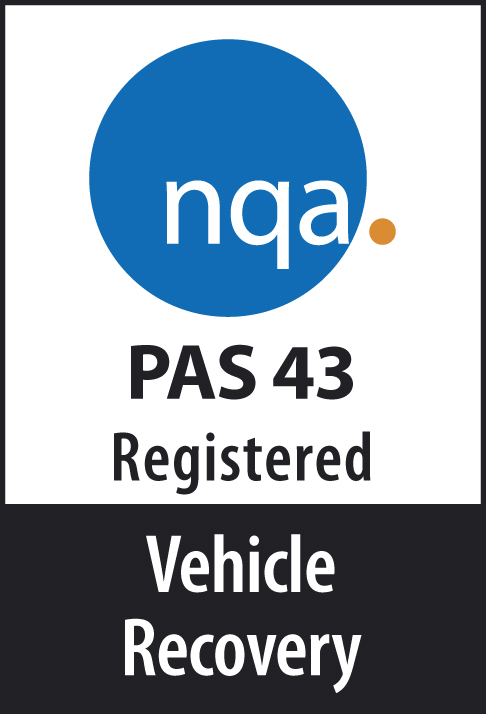 nqa.
PAS 43
Registered
Vehicle
Recovery